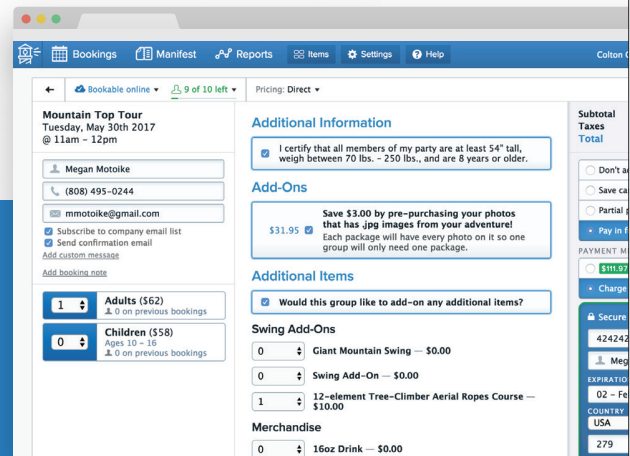 Bookings Manifest Reports Items Settings Help Colton
Bookable online 9 of 10 left Pricing: Direct
Mountain Top Tour
Tuesday, May 30th 2017
@ 11am – 12pm
Megan Motoike
(808) 495-0244
mmotoike@gmail.com
Subscribe to company email list
Send confirmation email
Add custom message
Add booking note
1 Adults ($62)
0 on previous bookings
0 Children ($58)
Ages 10 – 16
0 on previous bookings
Additional Information
I certify that all members of my party are at least 54" tall,
weigh between 70 lbs. - 250 lbs., and are 8 years or older.
Add-Ons
$31.95 Save $3.00 by pre-purchasing your photos
that has .jpg images from your adventure!
Each package will have every photo on it so one
group will only need one package.
Additional Items
Would this group like to add-on any additional items?
Swing Add-Ons
0 Giant Mountain Swing — $0.00
0 Swing Add-On — $0.00
1 12-element Tree-Climber Aerial Ropes Course —
$10.00
Merchandise
0 16oz Drink — $0.00
Subtotal
Taxes
Total
Don't
Save
Partial
Pay in
PAYMENT
$111.97
Charge
Secure
424242
Meg
02 – Fe
COUNTRY
USA
279